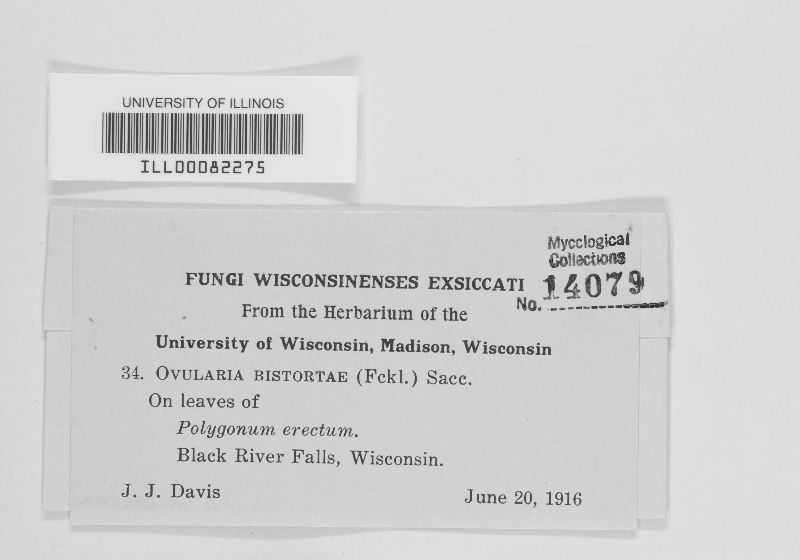 UNIVERSITY OF ILLINOIS
ILL00082275
Mycological
Collections
No. 14079
FUNGI WISCONSINENSES EXSICCATI
From the Herbarium of the
University of Wisconsin, Madison, Wisconsin
34. OVULARIA BISTORTAE (Fckl.) Sacc.
On leaves of
Polygonum erectum.
Black River Falls, Wisconsin.
J. J. Davis June 20, 1916